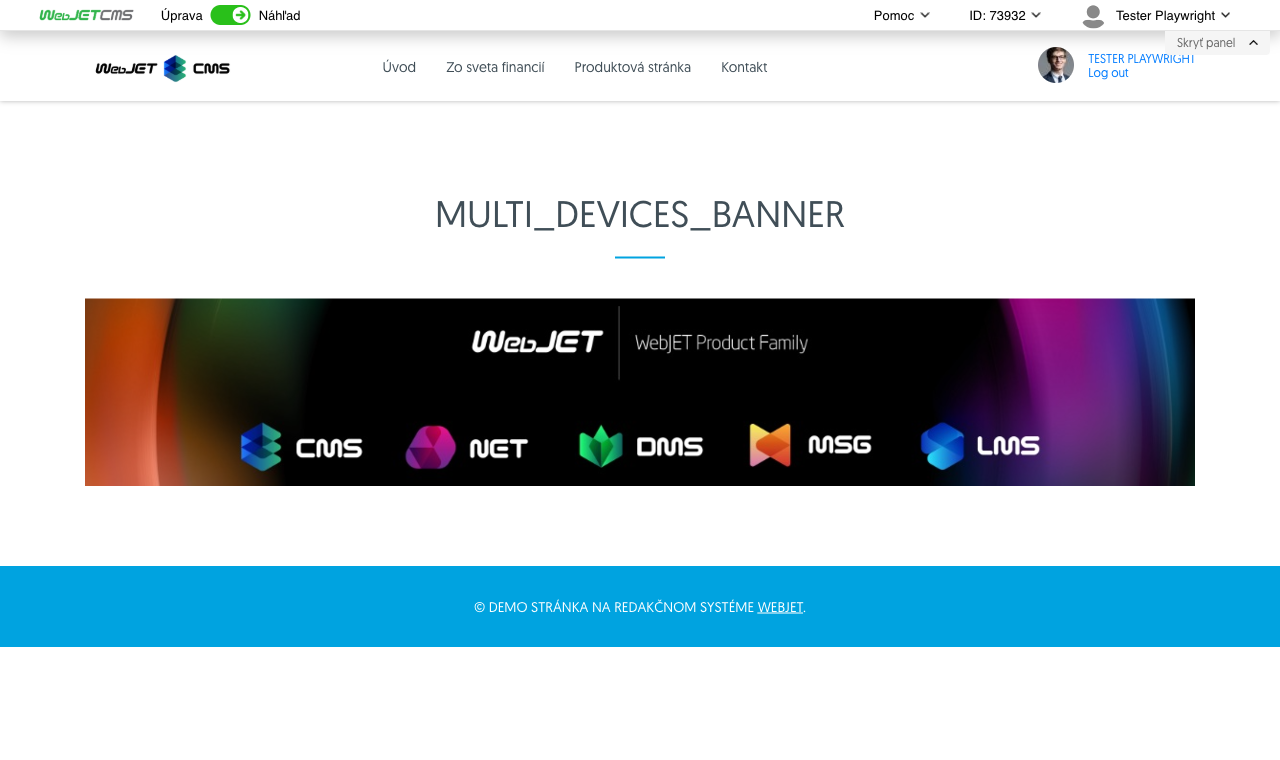 WebJETCMS Úprava Náhľad Pomoc ID: 73932 Tester Playwright
Skryť panel
WebJET CMS Úvod Zo sveta financií Produktová stránka Kontakt TESTER PLAYWRIGHT
Log out
MULTI_DEVICES_BANNER
WebJET WebJET Product Family
CMS NET DMS MSG LMS
© DEMO STRÁNKA NA REDAKČNOM SYSTÉME WEBJET.